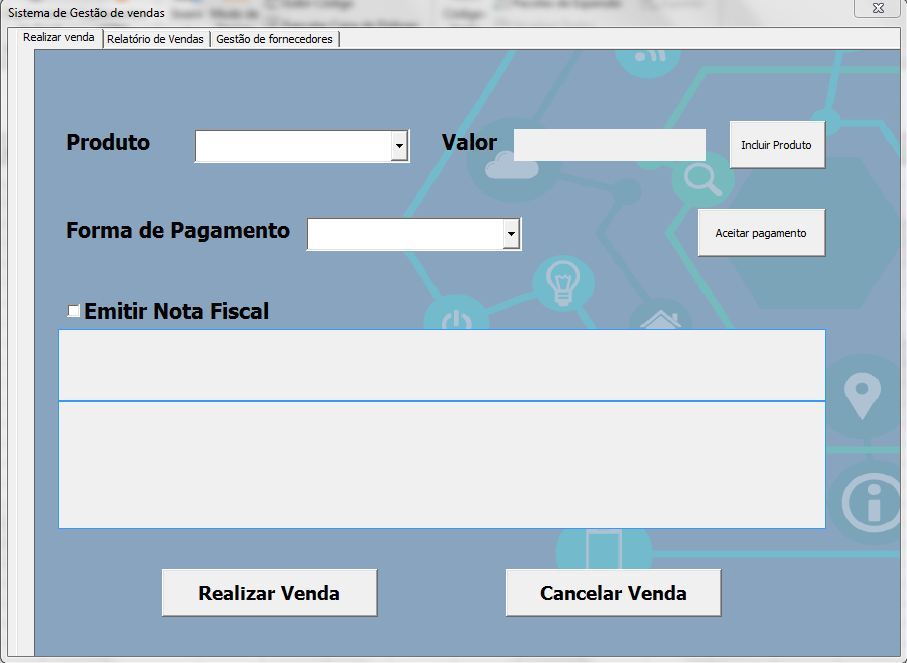 Sistema de Gestão de vendas
Realizar venda
Relatório de Vendas
Gestão de fornecedores
Produto
Valor
Incluir Produto
Forma de Pagamento
Aceitar pagamento
Emitir Nota Fiscal
Realizar Venda
Cancelar Venda